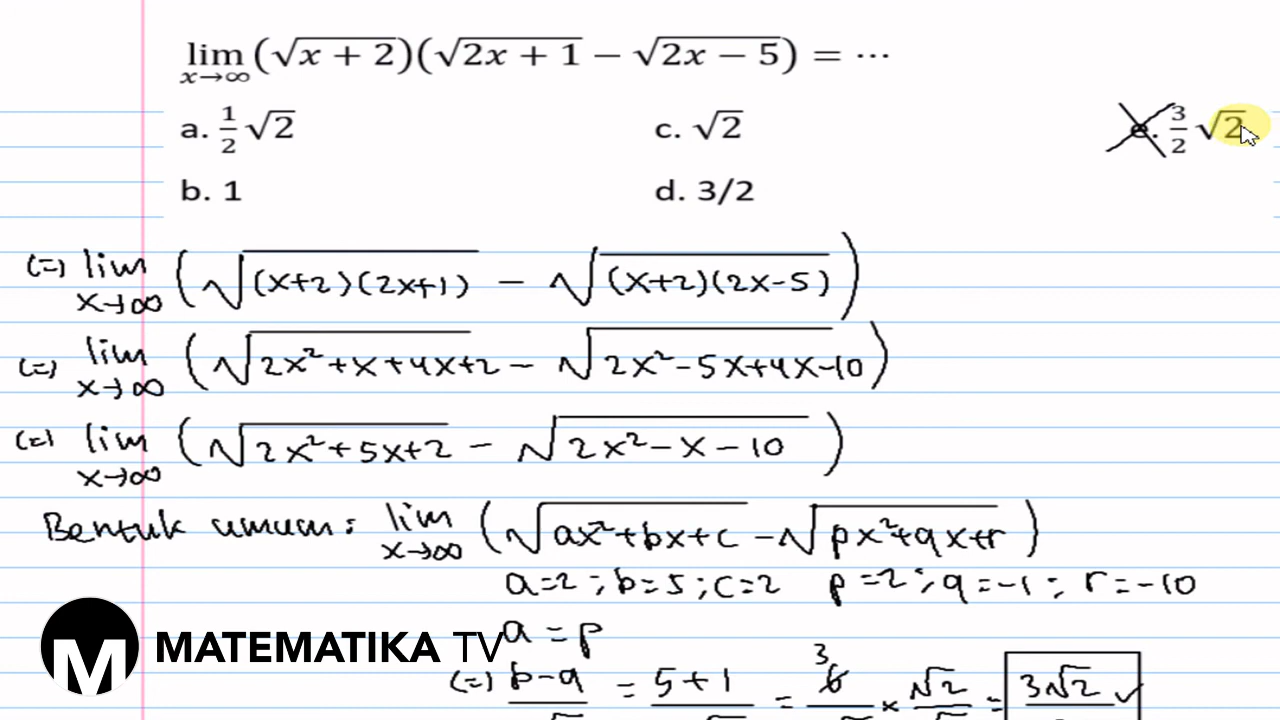 lim x→∞ (√(x + 2))(√(2x + 1) − √(2x − 5)) = ⋯
a. 1/2 √2 c. √2 e. 3/2 √2
b. 1 d. 3/2
(=) lim x→∞ (√((x+2)(2x+1)) − √((x+2)(2x-5)))
(=) lim x→∞ (√(2x²+x+4x+2) − √(2x²-5x+4x-10))
(=) lim x→∞ (√(2x²+5x+2) − √(2x²-x-10))
Bentuk umum: lim x→∞ (√(ax²+bx+c) − √(px²+qx+r))
a=2 ; b=5 ; c=2 p=2 ; q=-1 ; r=-10
a = p
MATEMATIKA TV
(=) b-q = 5+1 = 3 6 × √2 = 3√2